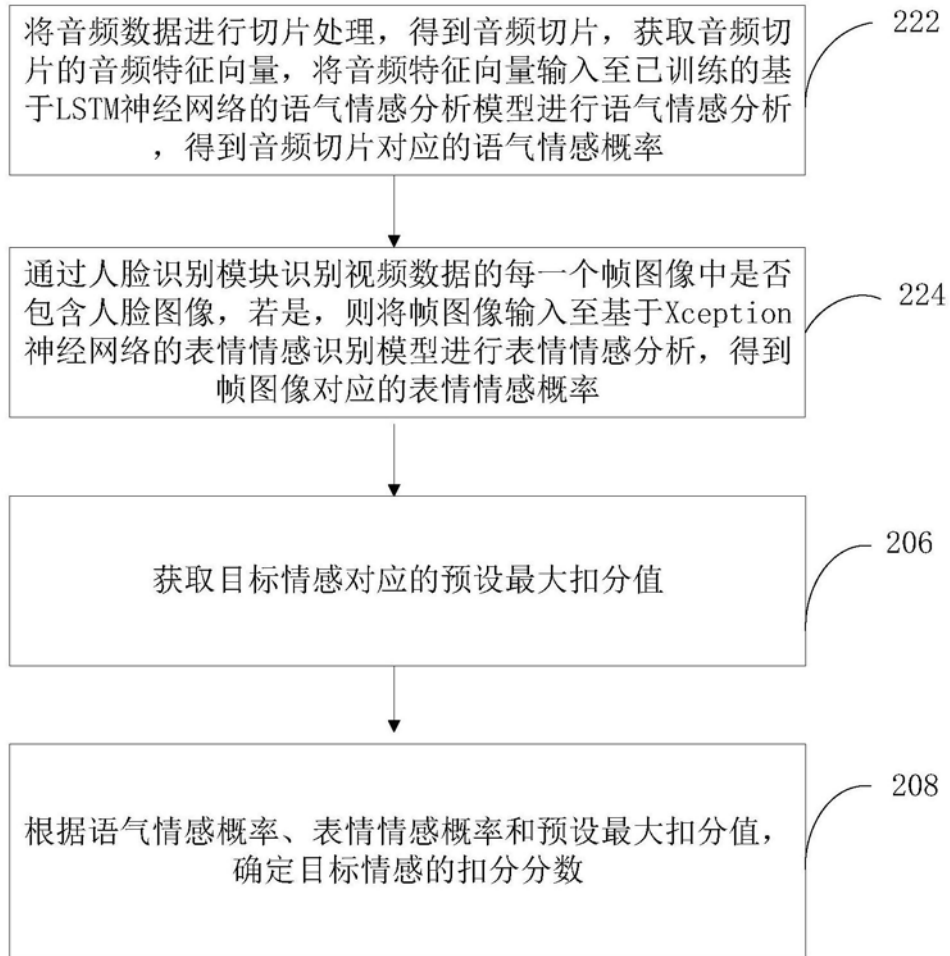 将音频数据进行切片处理，得到音频切片，获取音频切
片的音频特征向量，将音频特征向量输入至已训练的基
于LSTM神经网络的语气情感分析模型进行语气情感分析
，得到音频切片对应的语气情感概率
222
通过人脸识别模块识别视频数据的每一个帧图像中是否
包含人脸图像，若是，则将帧图像输入至基于Xception
神经网络的表情情感识别模型进行表情情感分析，得到
帧图像对应的表情情感概率
224
获取目标情感对应的预设最大扣分值
206
根据语气情感概率、表情情感概率和预设最大扣分值，
确定目标情感的扣分分数
208